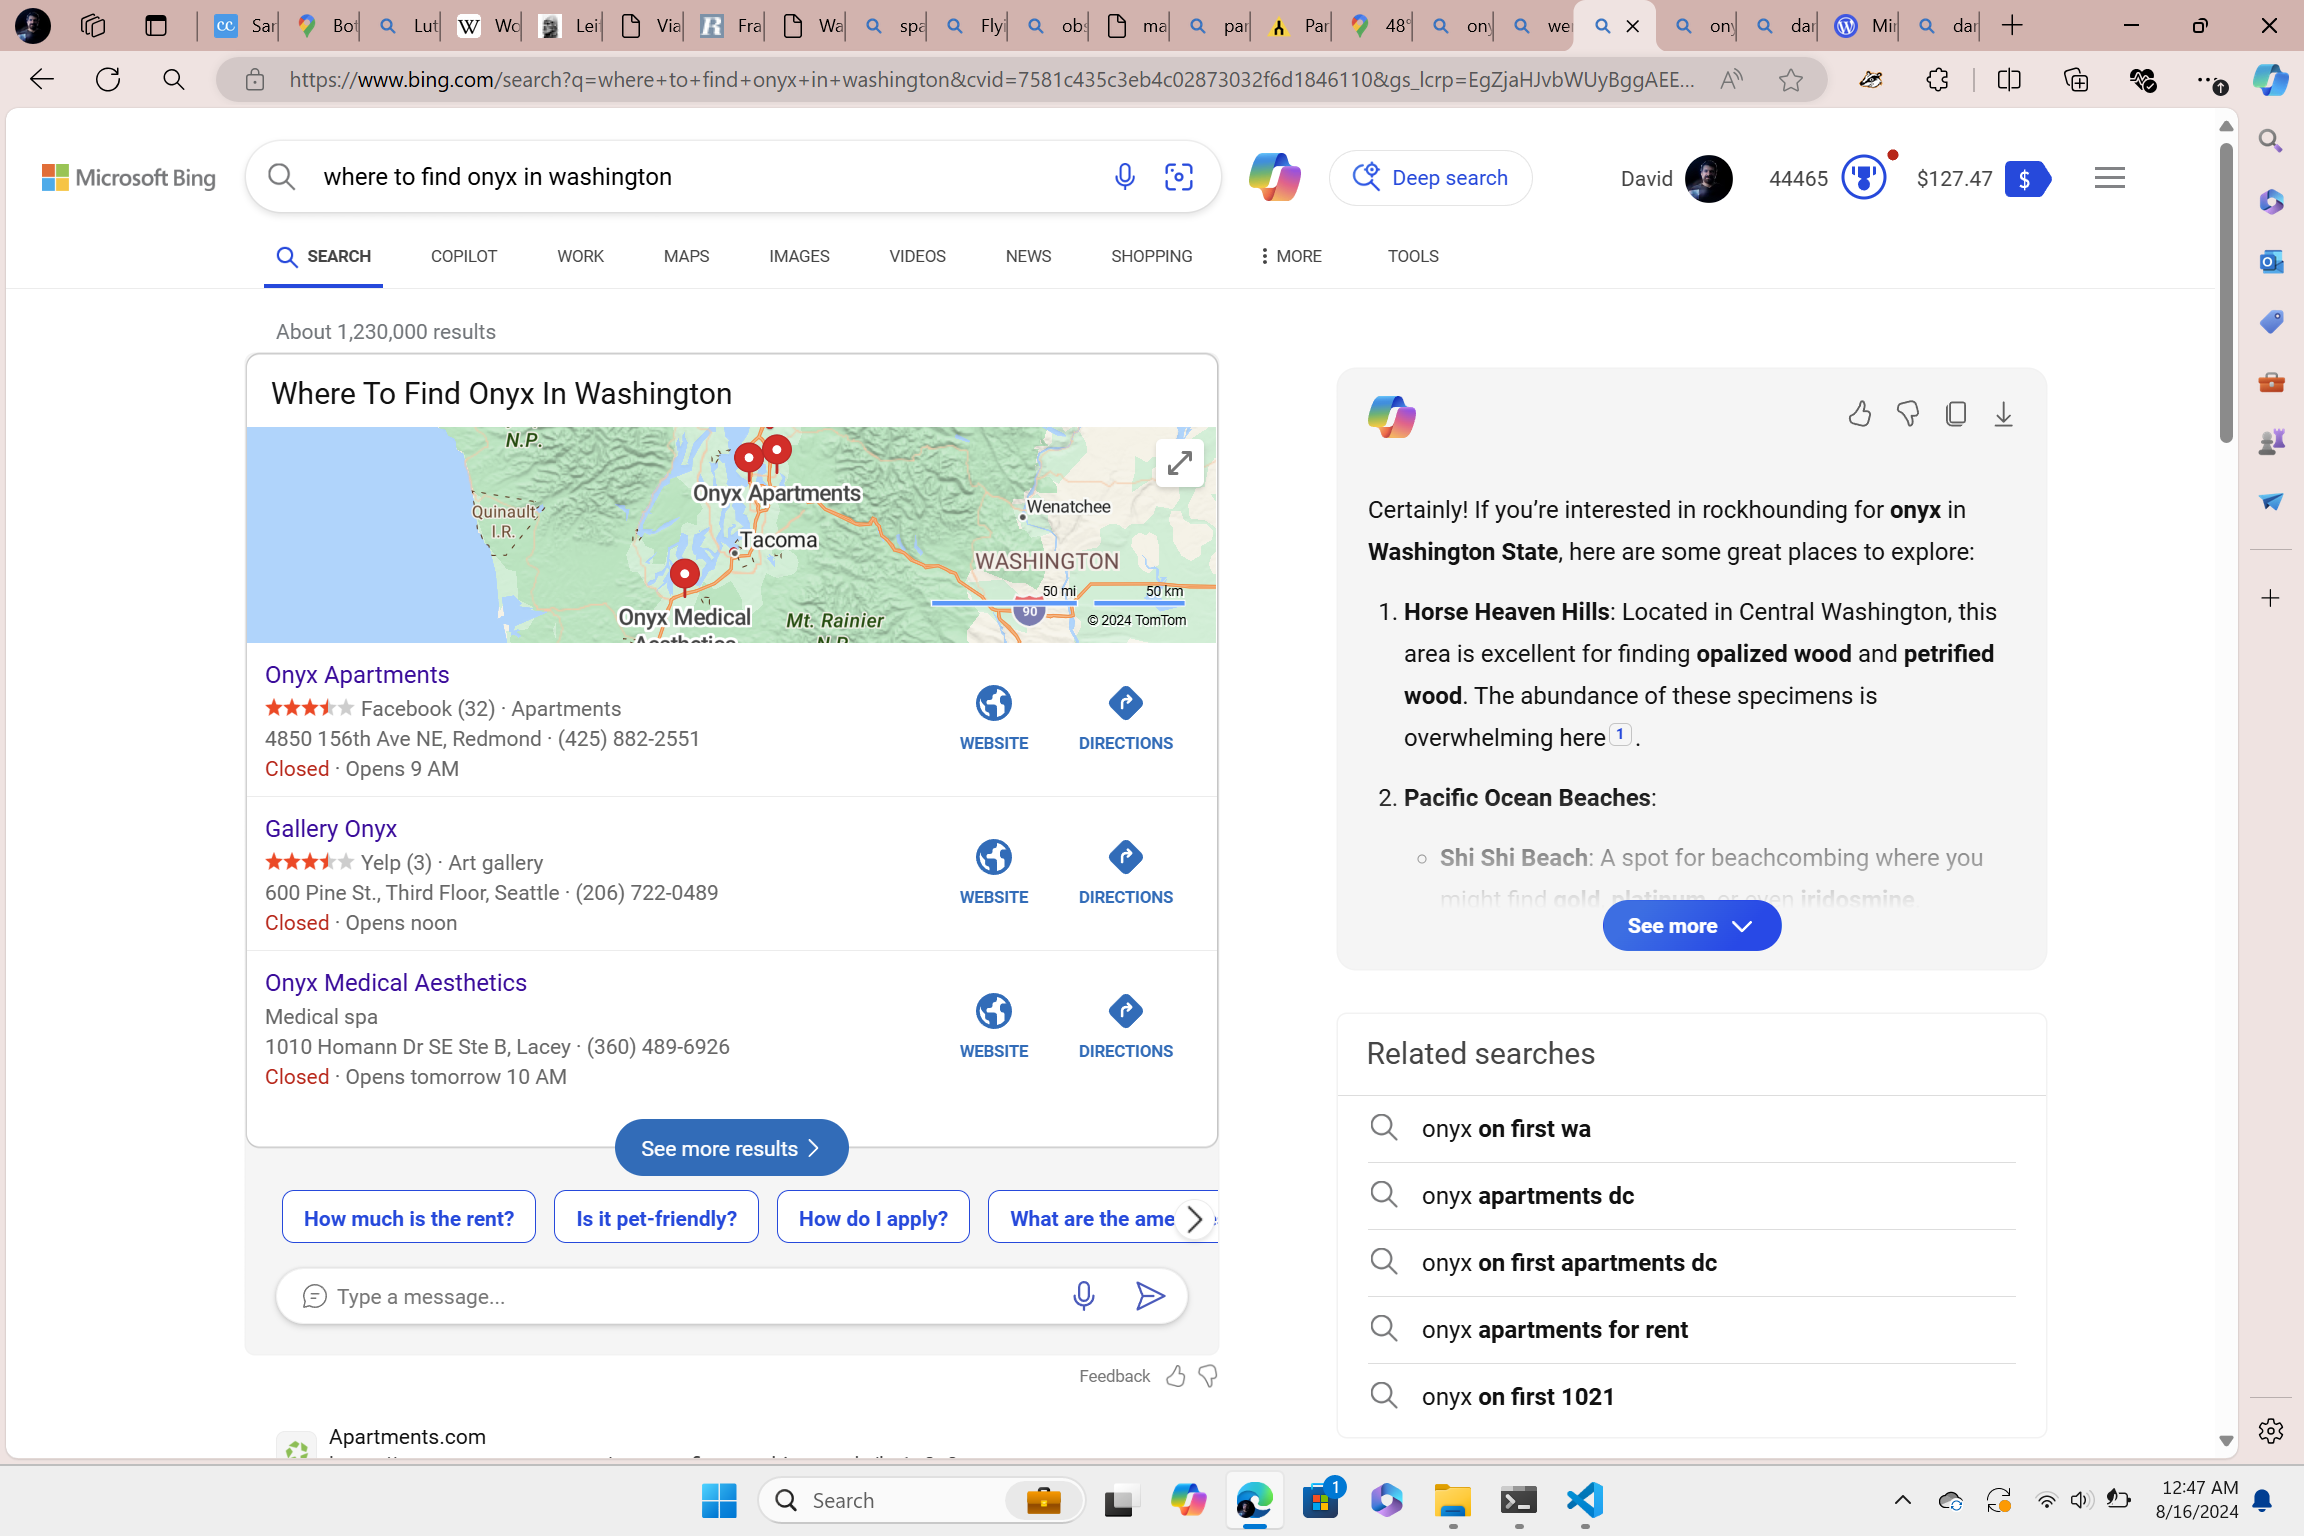 Sar
Bot
Lut
W
Wo
Lei
Via
R
Fra
Wa
spa
Flyi
obs
ma
par
Par
48°
ony
we
ony
dar
Mir
dar
https://www.bing.com/search?q=where+to+find+onyx+in+washington&cvid=7581c435c3eb4c02873032f6d1846110&gs_lcrp=EgZjaHJvbWUyBggAEE...
Microsoft Bing
where to find onyx in washington
Deep search
David
44465
$127.47
$
SEARCH
COPILOT
WORK
MAPS
IMAGES
VIDEOS
NEWS
SHOPPING
MORE
TOOLS
About 1,230,000 results
Where To Find Onyx In Washington
N.P.
Onyx Apartments
Quinault
I.R.
Wenatchee
Tacoma
WASHINGTON
50 mi
50 km
90
Onyx Medical
Aesthetics
Mt. Rainier
N.P.
© 2024 TomTom
Onyx Apartments
Facebook (32) · Apartments
4850 156th Ave NE, Redmond · (425) 882-2551
Closed · Opens 9 AM
WEBSITE
DIRECTIONS
Gallery Onyx
Yelp (3) · Art gallery
600 Pine St., Third Floor, Seattle · (206) 722-0489
Closed · Opens noon
WEBSITE
DIRECTIONS
Onyx Medical Aesthetics
Medical spa
1010 Homann Dr SE Ste B, Lacey · (360) 489-6926
Closed · Opens tomorrow 10 AM
WEBSITE
DIRECTIONS
See more results
How much is the rent?
Is it pet-friendly?
How do I apply?
What are the ame
Type a message...
Feedback
Apartments.com
Certainly! If you’re interested in rockhounding for onyx in
Washington State, here are some great places to explore:
1. Horse Heaven Hills: Located in Central Washington, this
area is excellent for finding opalized wood and petrified
wood. The abundance of these specimens is
overwhelming here 1 .
2. Pacific Ocean Beaches:
Shi Shi Beach: A spot for beachcombing where you
might find gold, platinum, or even iridosmine
See more
Related searches
onyx on first wa
onyx apartments dc
onyx on first apartments dc
onyx apartments for rent
onyx on first 1021
Search
1
12:47 AM
8/16/2024